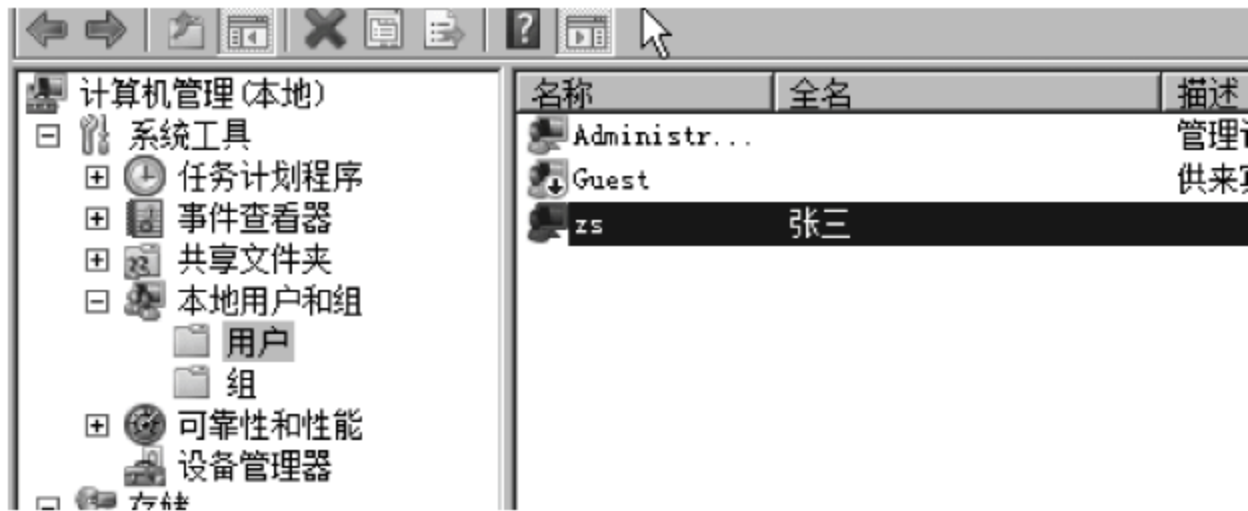 计算机管理(本地)
系统工具
任务计划程序
事件查看器
共享文件夹
本地用户和组
用户
组
可靠性和性能
设备管理器
存储
名称 全名 描述
Administr... 管理
Guest 供来
zs 张三